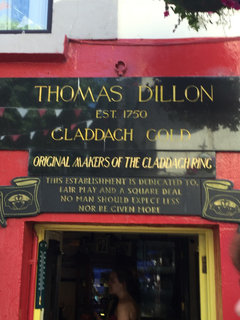 THOMAS DILLON
EST. 1750
CLADDAGH GOLD
ORIGINAL MAKERS OF THE CLADDAGH RING
THIS ESTABLISHMENT IS DEDICATED TO,
FAIR PLAY AND A SQUARE DEAL
NO MAN SHOULD EXPECT LESS
NOR BE GIVEN MORE